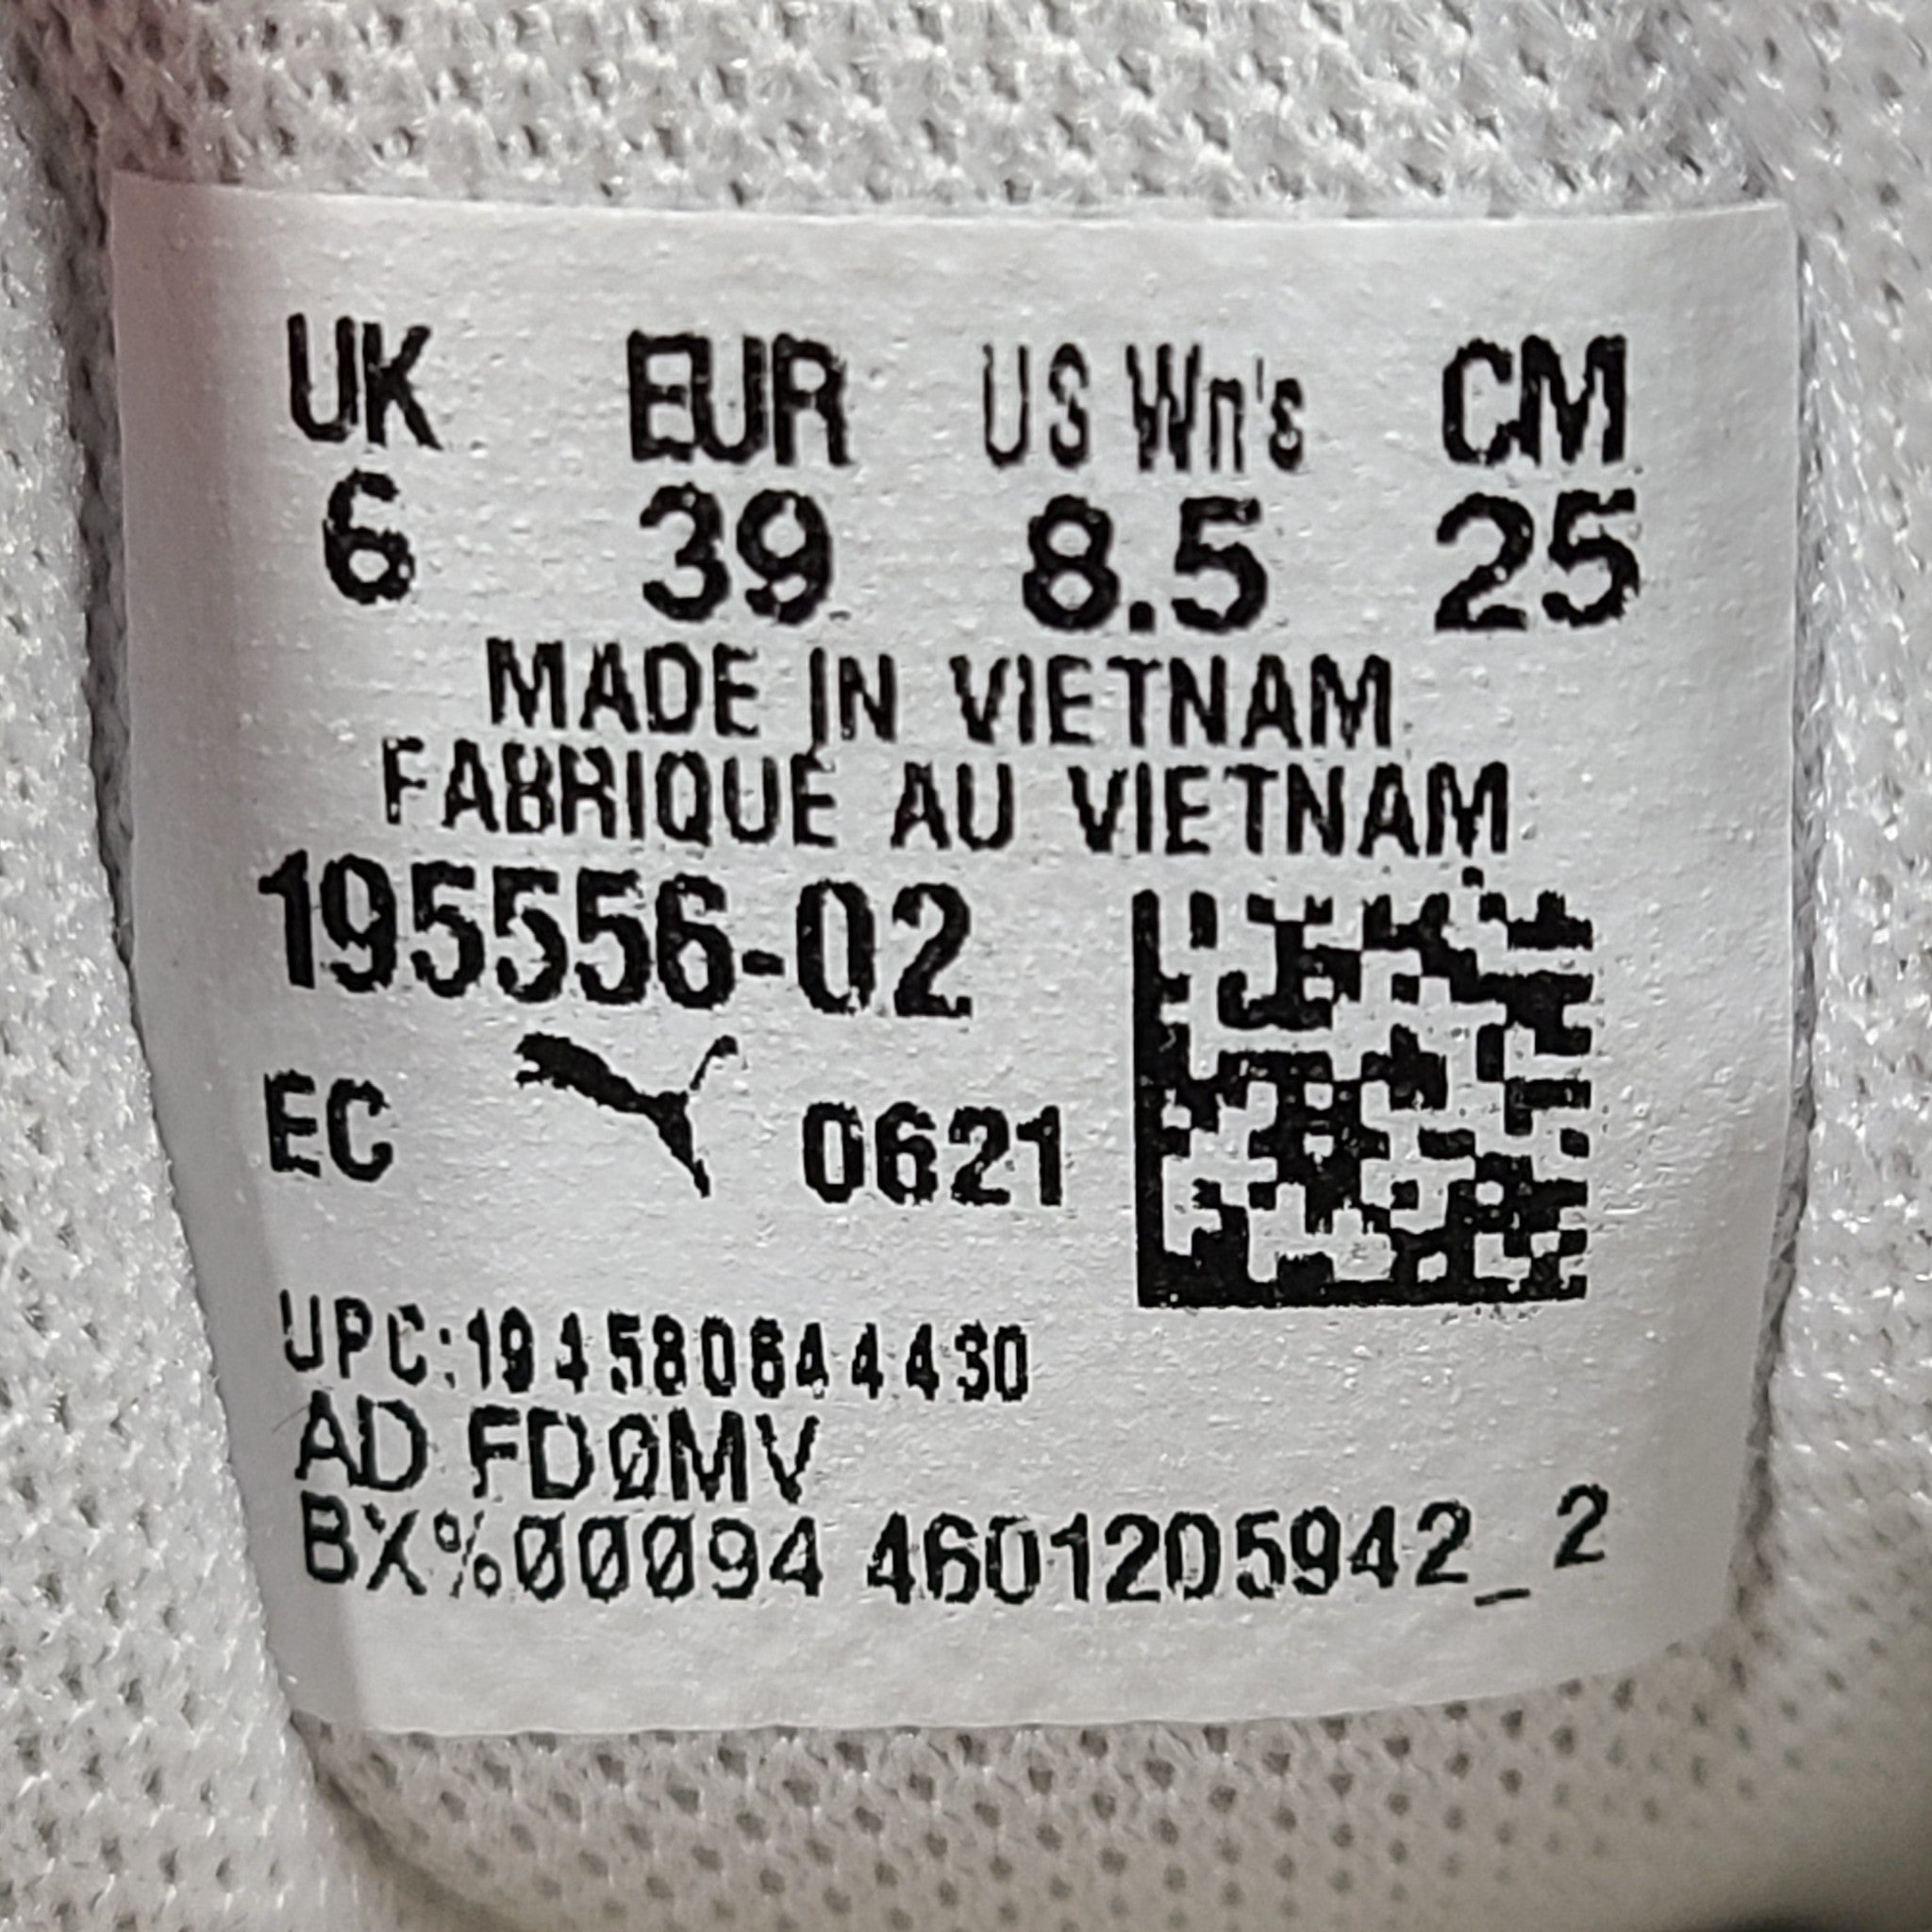 UK EUR US Wn's CM
6 39 8.5 25
MADE IN VIETNAM
FABRIQUÉ AU VIETNAM
195556-02
EC 0621
UPC:194580644430
AD FD0MV
BX%00094 4601205942_2